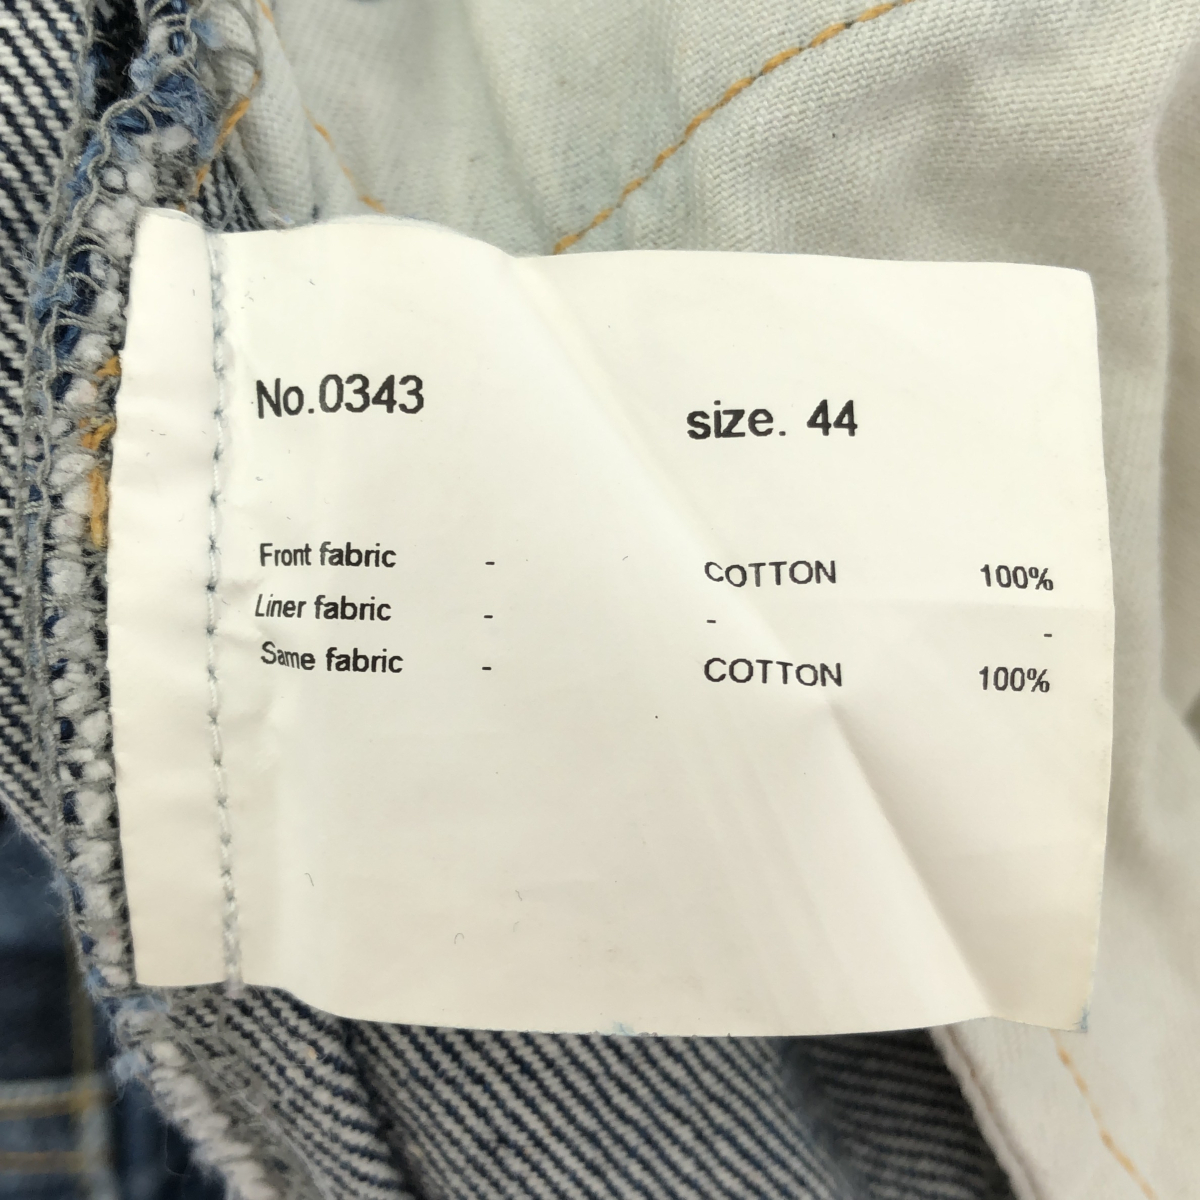 No.0343 size. 44
Front fabric - COTTON 100%
Liner fabric - - -
Same fabric - COTTON 100%